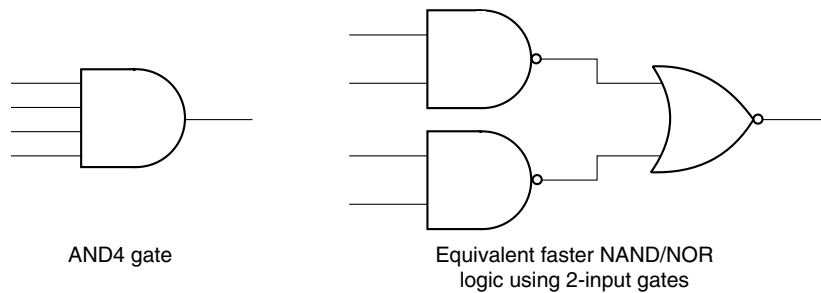 AND4 gate
Equivalent faster NAND/NOR
logic using 2-input gates